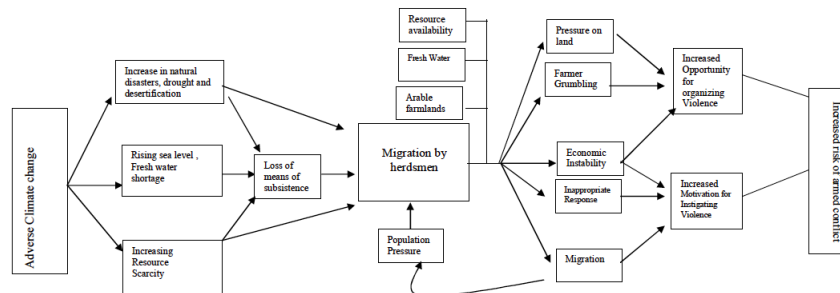 Adverse Climate change
Increase in natural
disasters, drought and
desertification
Rising sea level ,
Fresh water
shortage
Increasing
Resource
Scarcity
Loss of
means of
subsistence
Resource
availability
Fresh Water
Arable
farmlands
Migration by
herdsmen
Population
Pressure
Pressure on
land
Farmer
Grumbling
Economic
Instability
Inappropriate
Response
Migration
Increased
Opportunity
for
organizing
Violence
Increased
Motivation for
Instigating
Violence
Increased risk of armed conflict